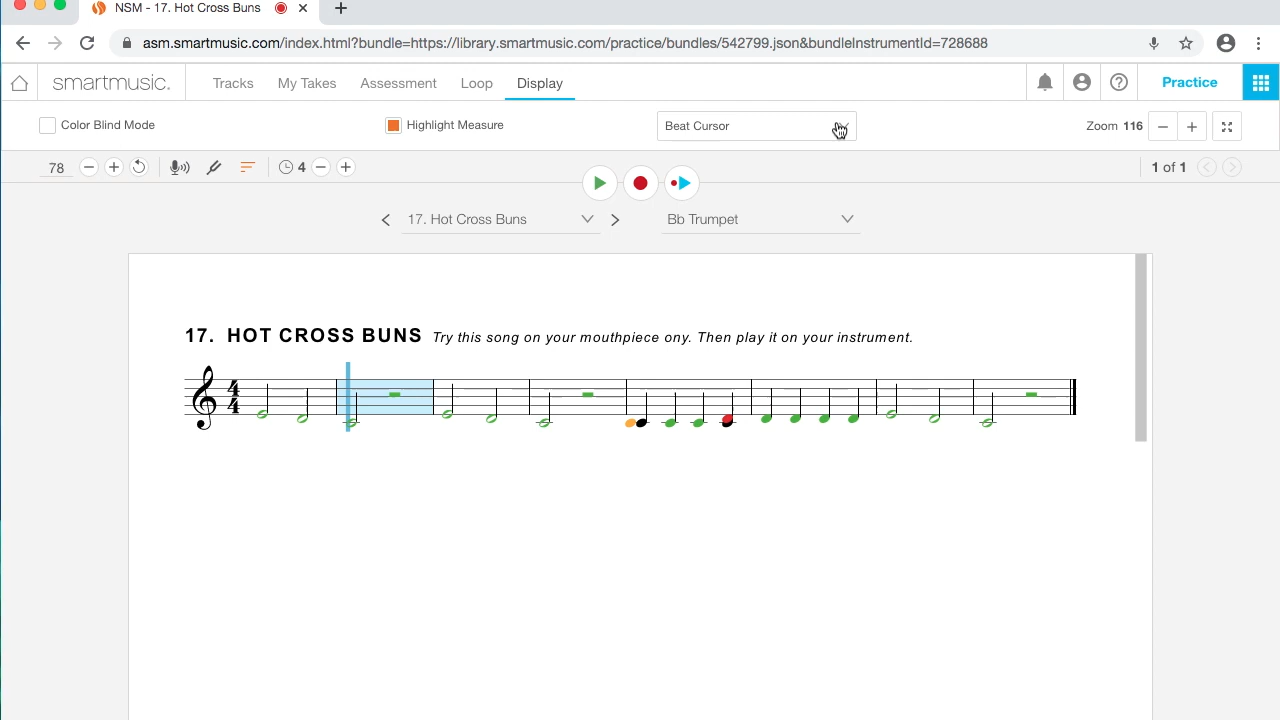 NSM - 17. Hot Cross Buns
asm.smartmusic.com/index.html?bundle=https://library.smartmusic.com/practice/bundles/542799.json&bundleInstrumentId=728688
smartmusic. Tracks My Takes Assessment Loop Display Practice
Color Blind Mode Highlight Measure Beat Cursor Zoom 116
78 4 1 of 1
17. Hot Cross Buns Bb Trumpet
17. HOT CROSS BUNS Try this song on your mouthpiece ony. Then play it on your instrument.
4
4